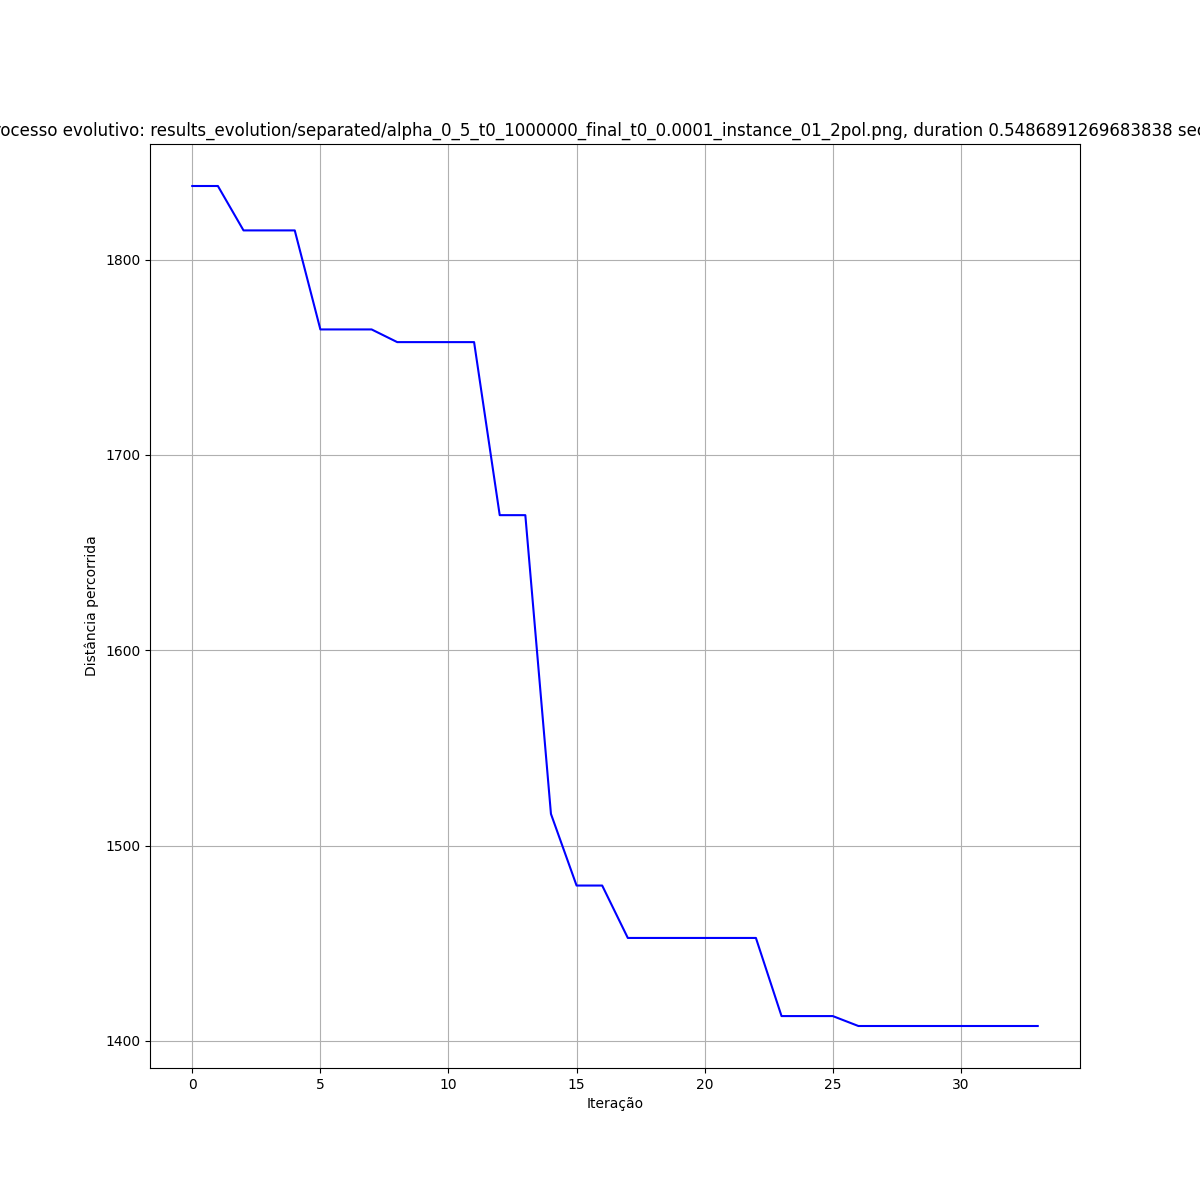 ocesso evolutivo: results_evolution/separated/alpha_0_5_t0_1000000_final_t0_0.0001_instance_01_2pol.png, duration 0.5486891269683838 sec
1800
1700
1600
1500
1400
Distância percorrida
0 5 10 15 20 25 30
Iteração